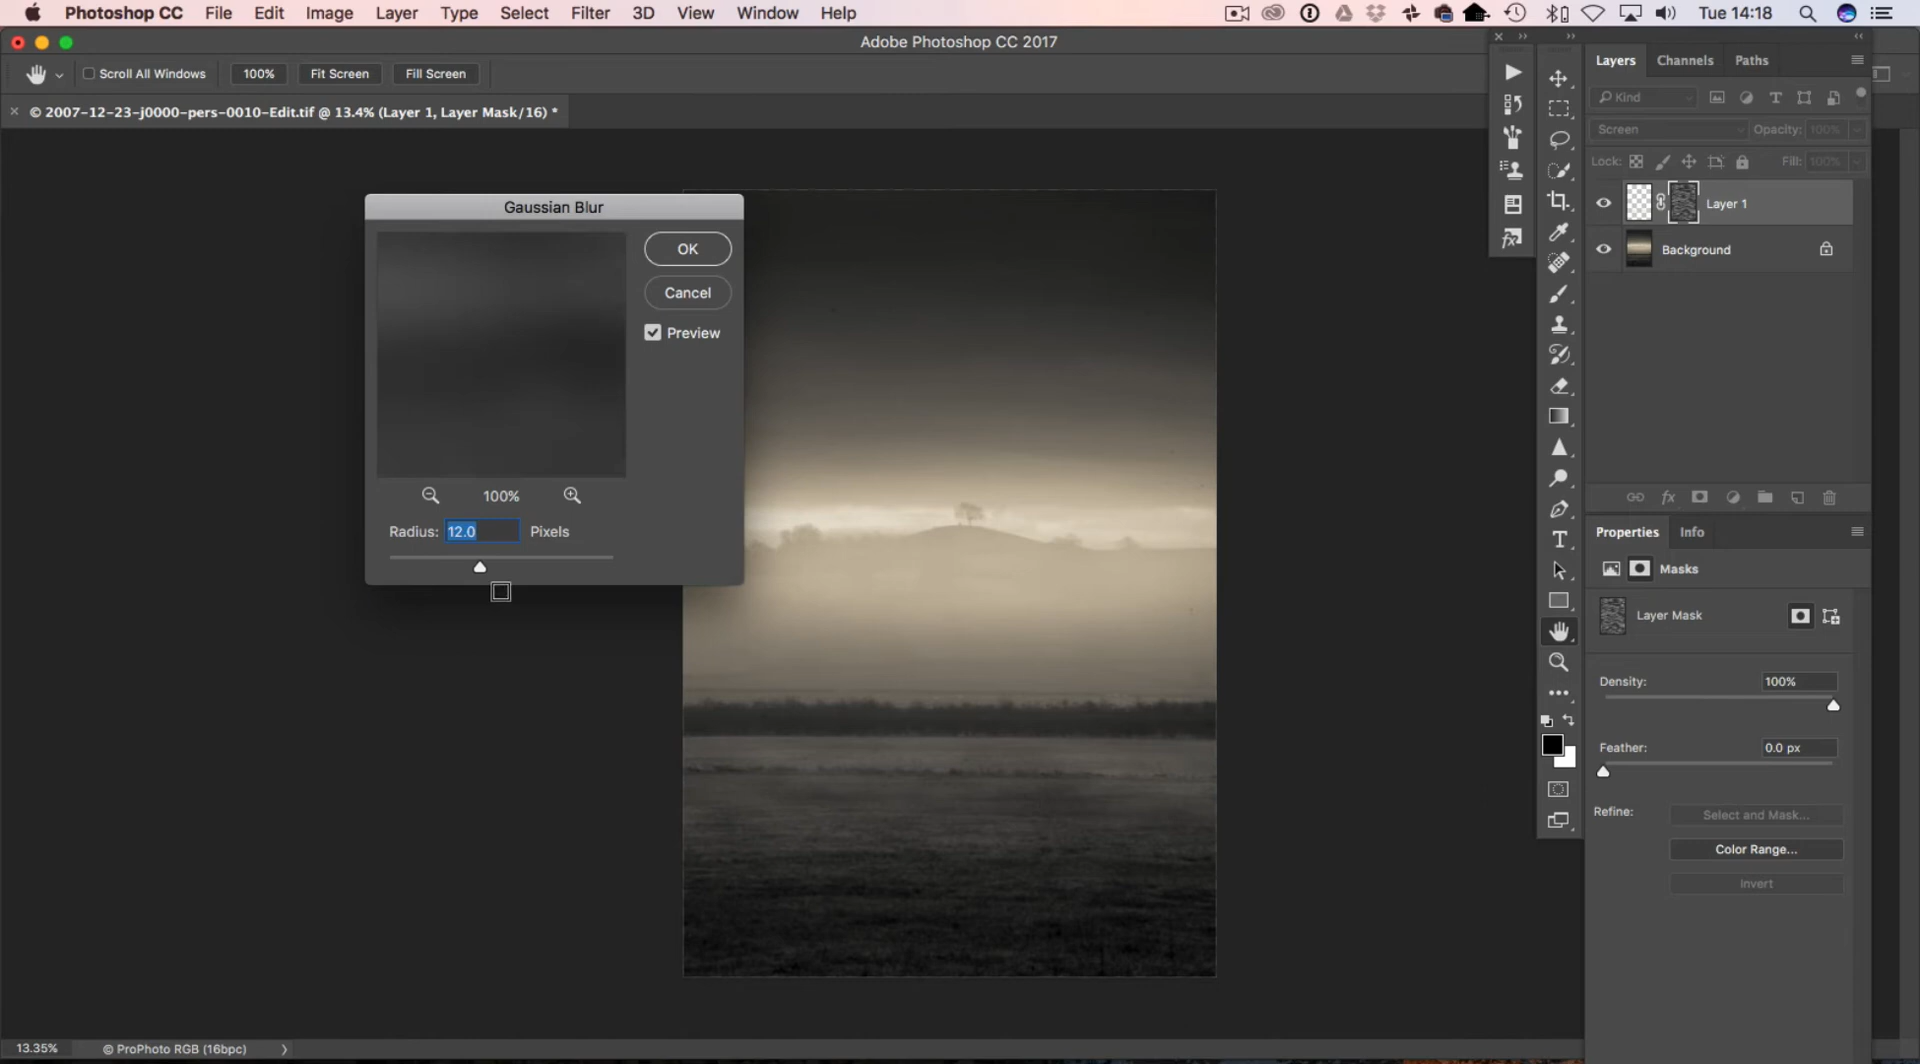 Photoshop CC File Edit Image Layer Type Select Filter 3D View Window Help Tue 14:18
Adobe Photoshop CC 2017
Scroll All Windows 100% Fit Screen Fill Screen
© 2007-12-23-j0000-pers-0010-Edit.tif @ 13.4% (Layer 1, Layer Mask/16) *
Gaussian Blur
OK
Cancel
Preview
100%
Radius: 12.0 Pixels
Layers Channels Paths
Kind
Screen Opacity: 100%
Lock: Fill: 100%
Layer 1
Background
Properties Info
Masks
Layer Mask
Density: 100%
Feather: 0.0 px
Refine: Select and Mask...
Color Range...
Invert
13.35% © ProPhoto RGB (16bpc)